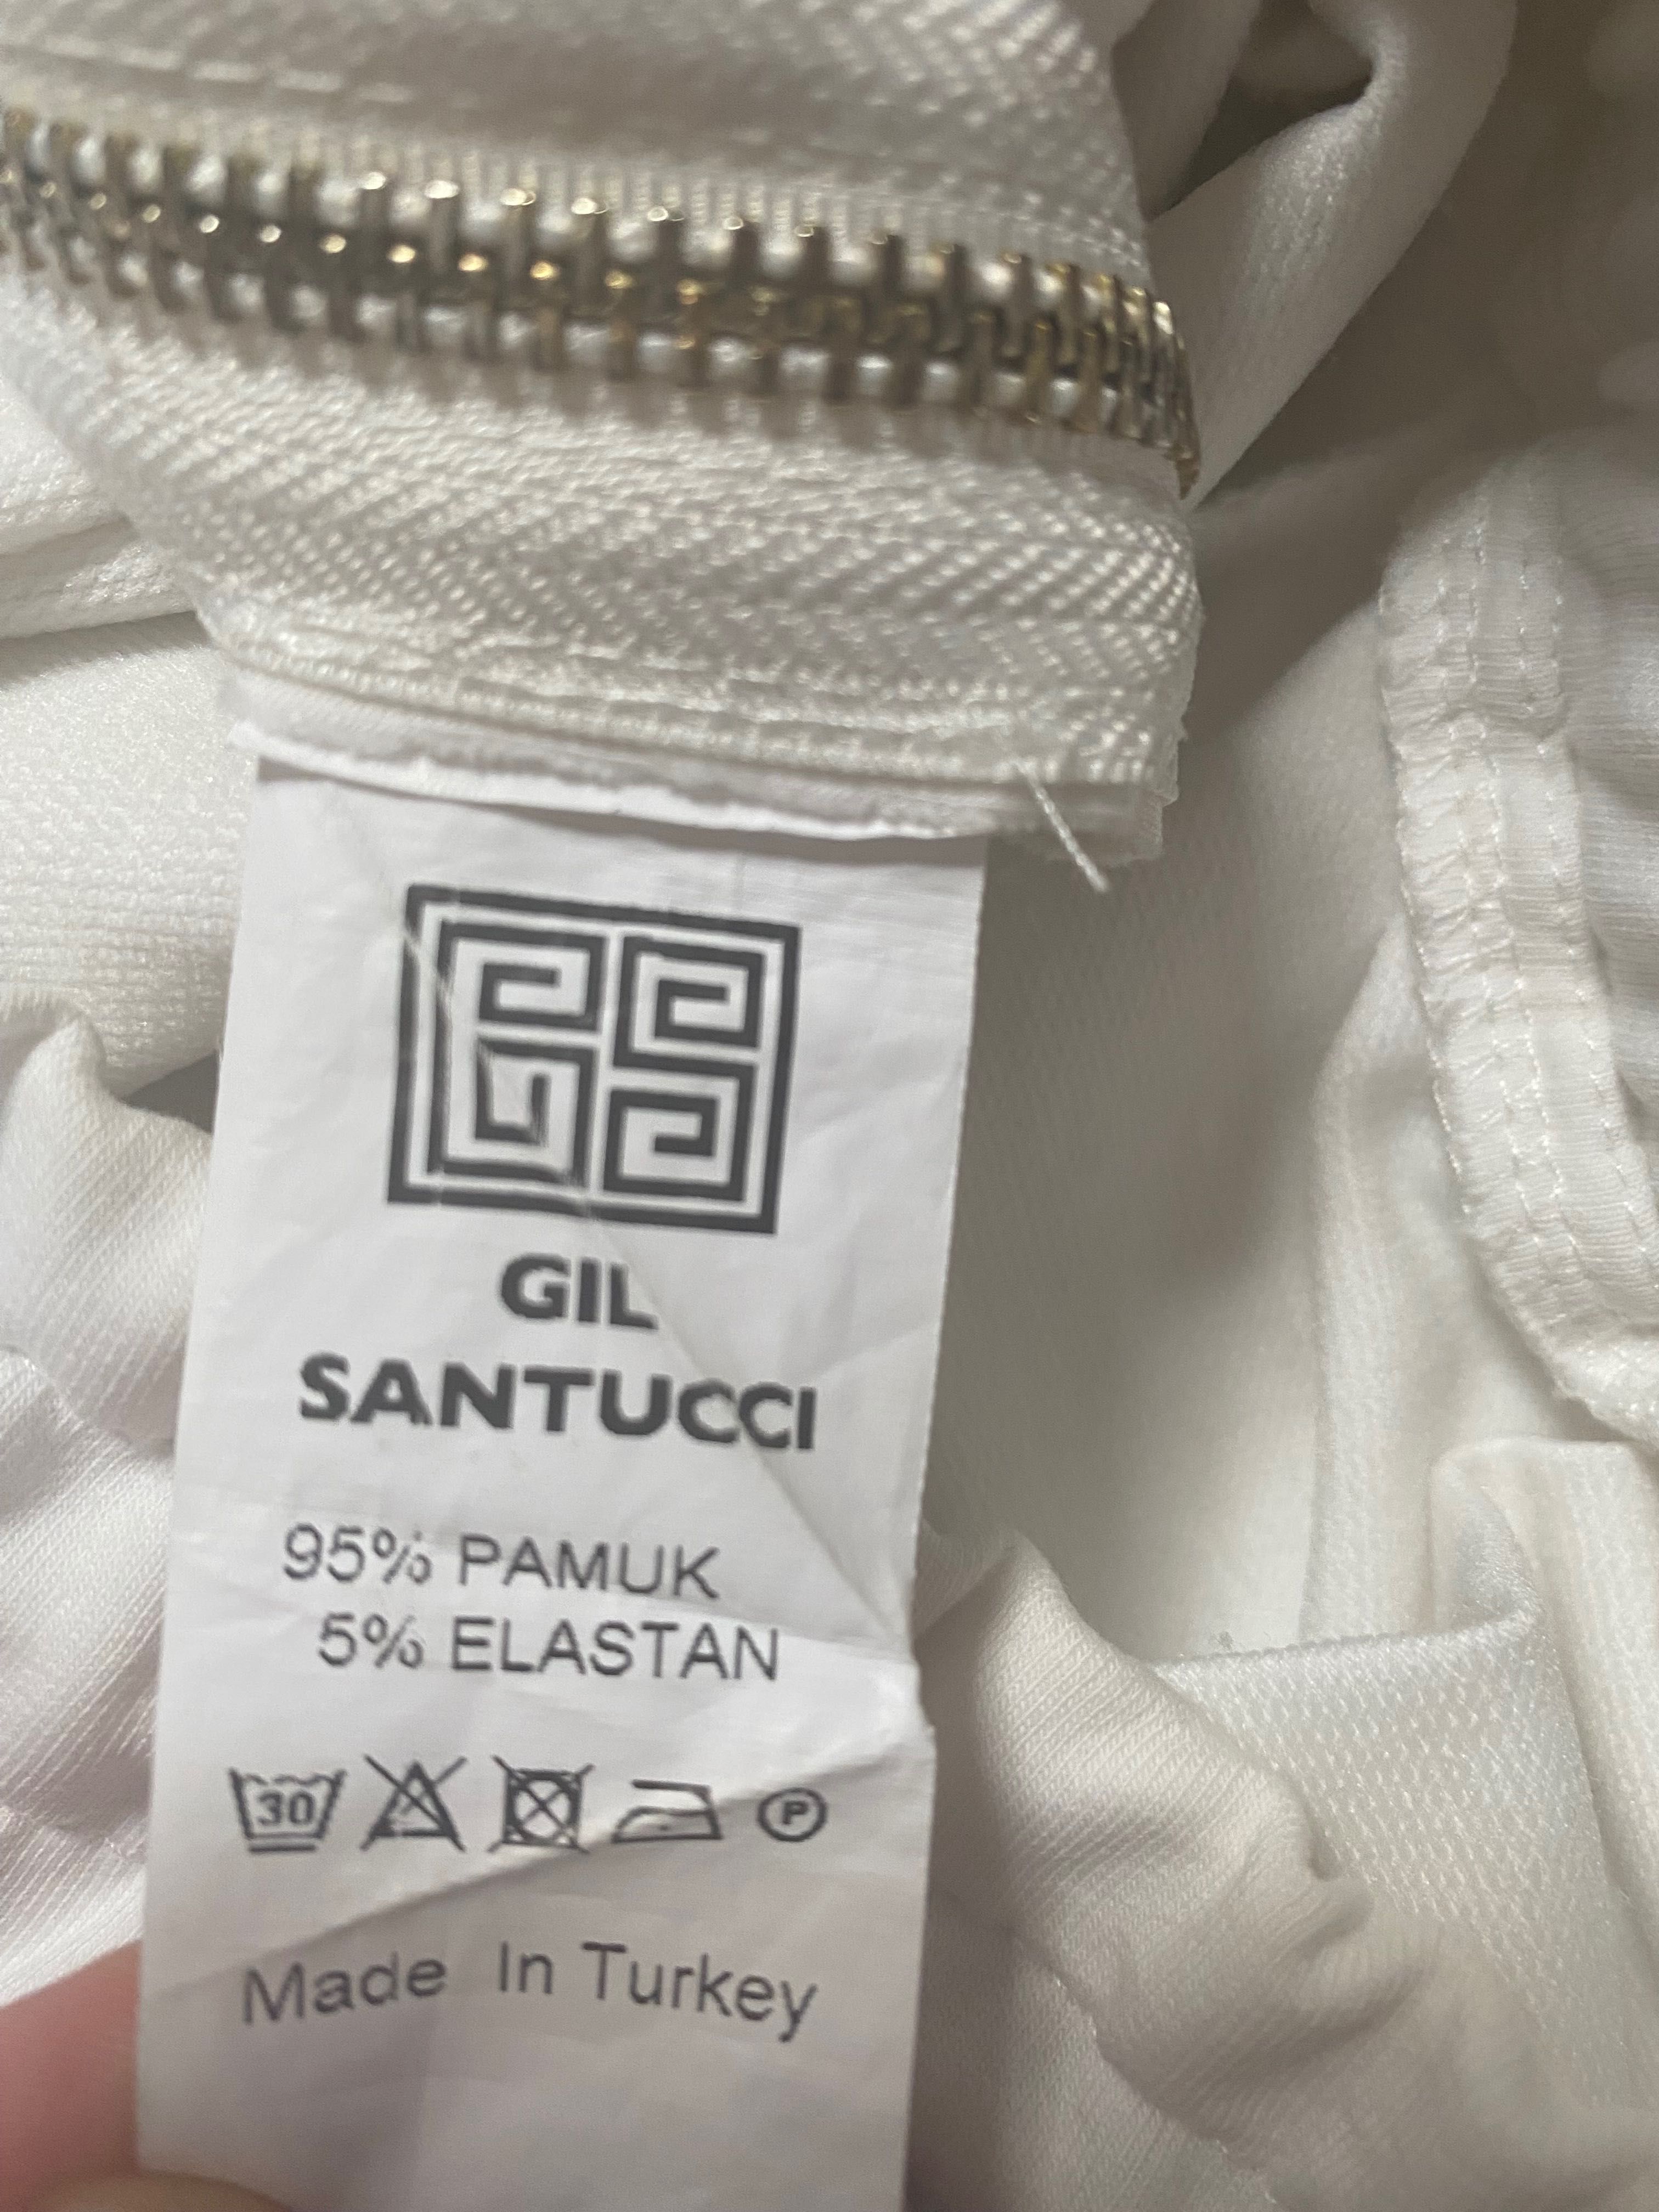 GIL
SANTUCCI
95% PAMUK
5% ELASTAN
30 P
Made In Turkey